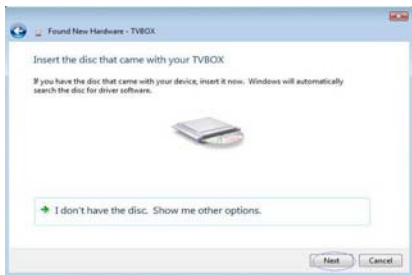 Found New Hardware - TVBOX
Insert the disc that came with your TVBOX
If you have the disc that came with your device, insert it now. Windows will automatically
search the disc for driver software.
I don't have the disc. Show me other options.
Next Cancel